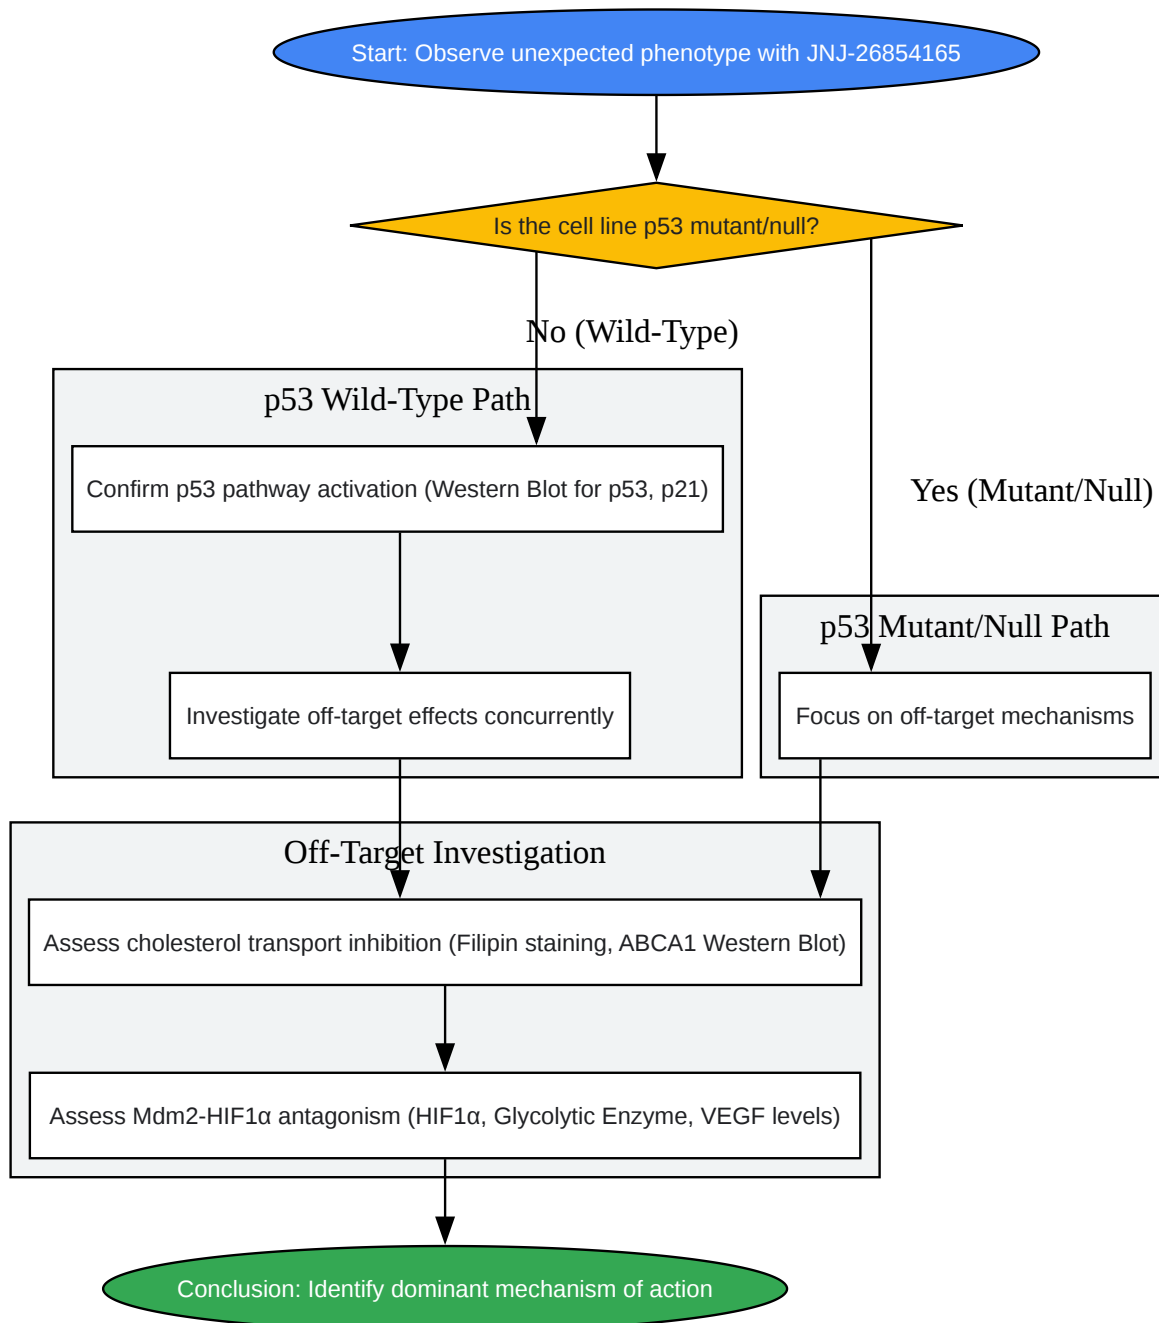 Start: Observe unexpected phenotype with JNJ-26854165
Is the cell line p53 mutant/null?
No (Wild-Type)
p53 Wild-Type Path
Confirm p53 pathway activation (Western Blot for p53, p21)
Yes (Mutant/Null)
p53 Mutant/Null Path
Investigate off-target effects concurrently
Focus on off-target mechanisms
Off-Target Investigation
Assess cholesterol transport inhibition (Filipin staining, ABCA1 Western Blot)
Assess Mdm2-HIF1α antagonism (HIF1α, Glycolytic Enzyme, VEGF levels)
Conclusion: Identify dominant mechanism of action